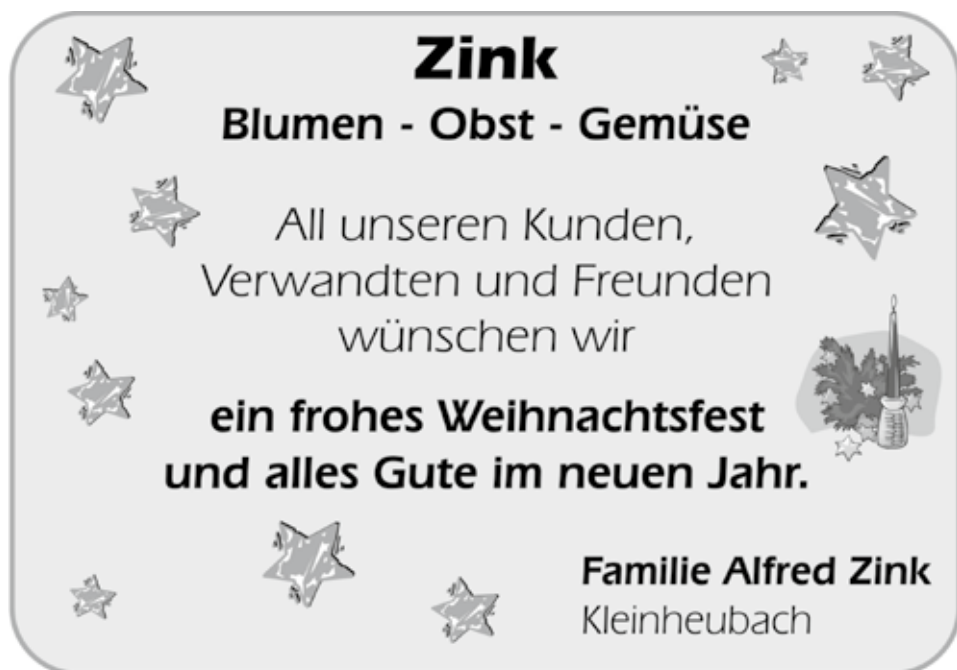 Zink
Blumen - Obst - Gemüse
All unseren Kunden,
Verwandten und Freunden
wünschen wir
ein frohes Weihnachtsfest
und alles Gute im neuen Jahr.
Familie Alfred Zink
Kleinheubach